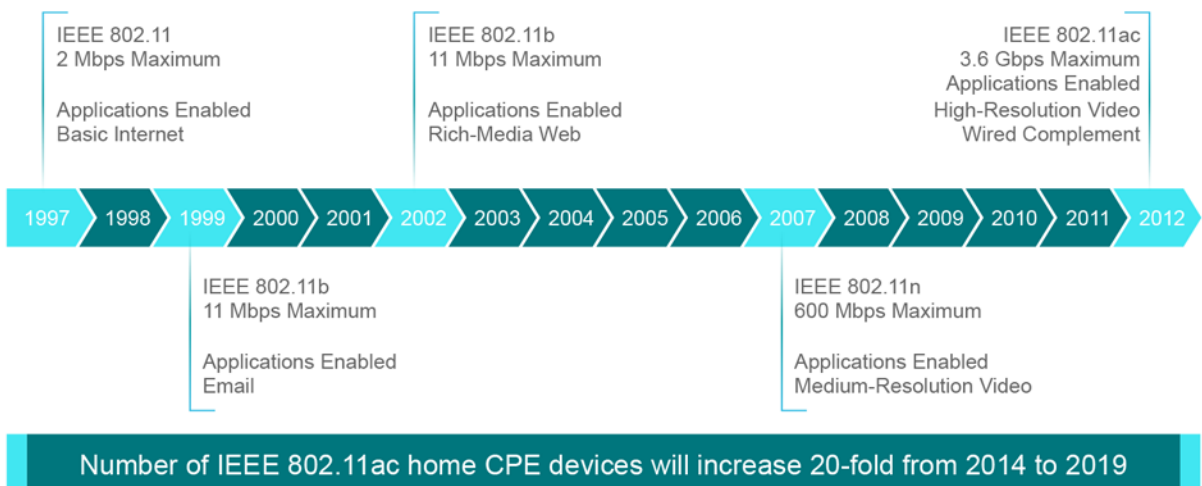 IEEE 802.11
2 Mbps Maximum
Applications Enabled
Basic Internet
IEEE 802.11b
11 Mbps Maximum
Applications Enabled
Rich-Media Web
IEEE 802.11ac
3.6 Gbps Maximum
Applications Enabled
High-Resolution Video
Wired Complement
1997 1998 1999 2000 2001 2002 2003 2004 2005 2006 2007 2008 2009 2010 2011 2012
IEEE 802.11b
11 Mbps Maximum
Applications Enabled
Email
IEEE 802.11n
600 Mbps Maximum
Applications Enabled
Medium-Resolution Video
Number of IEEE 802.11ac home CPE devices will increase 20-fold from 2014 to 2019